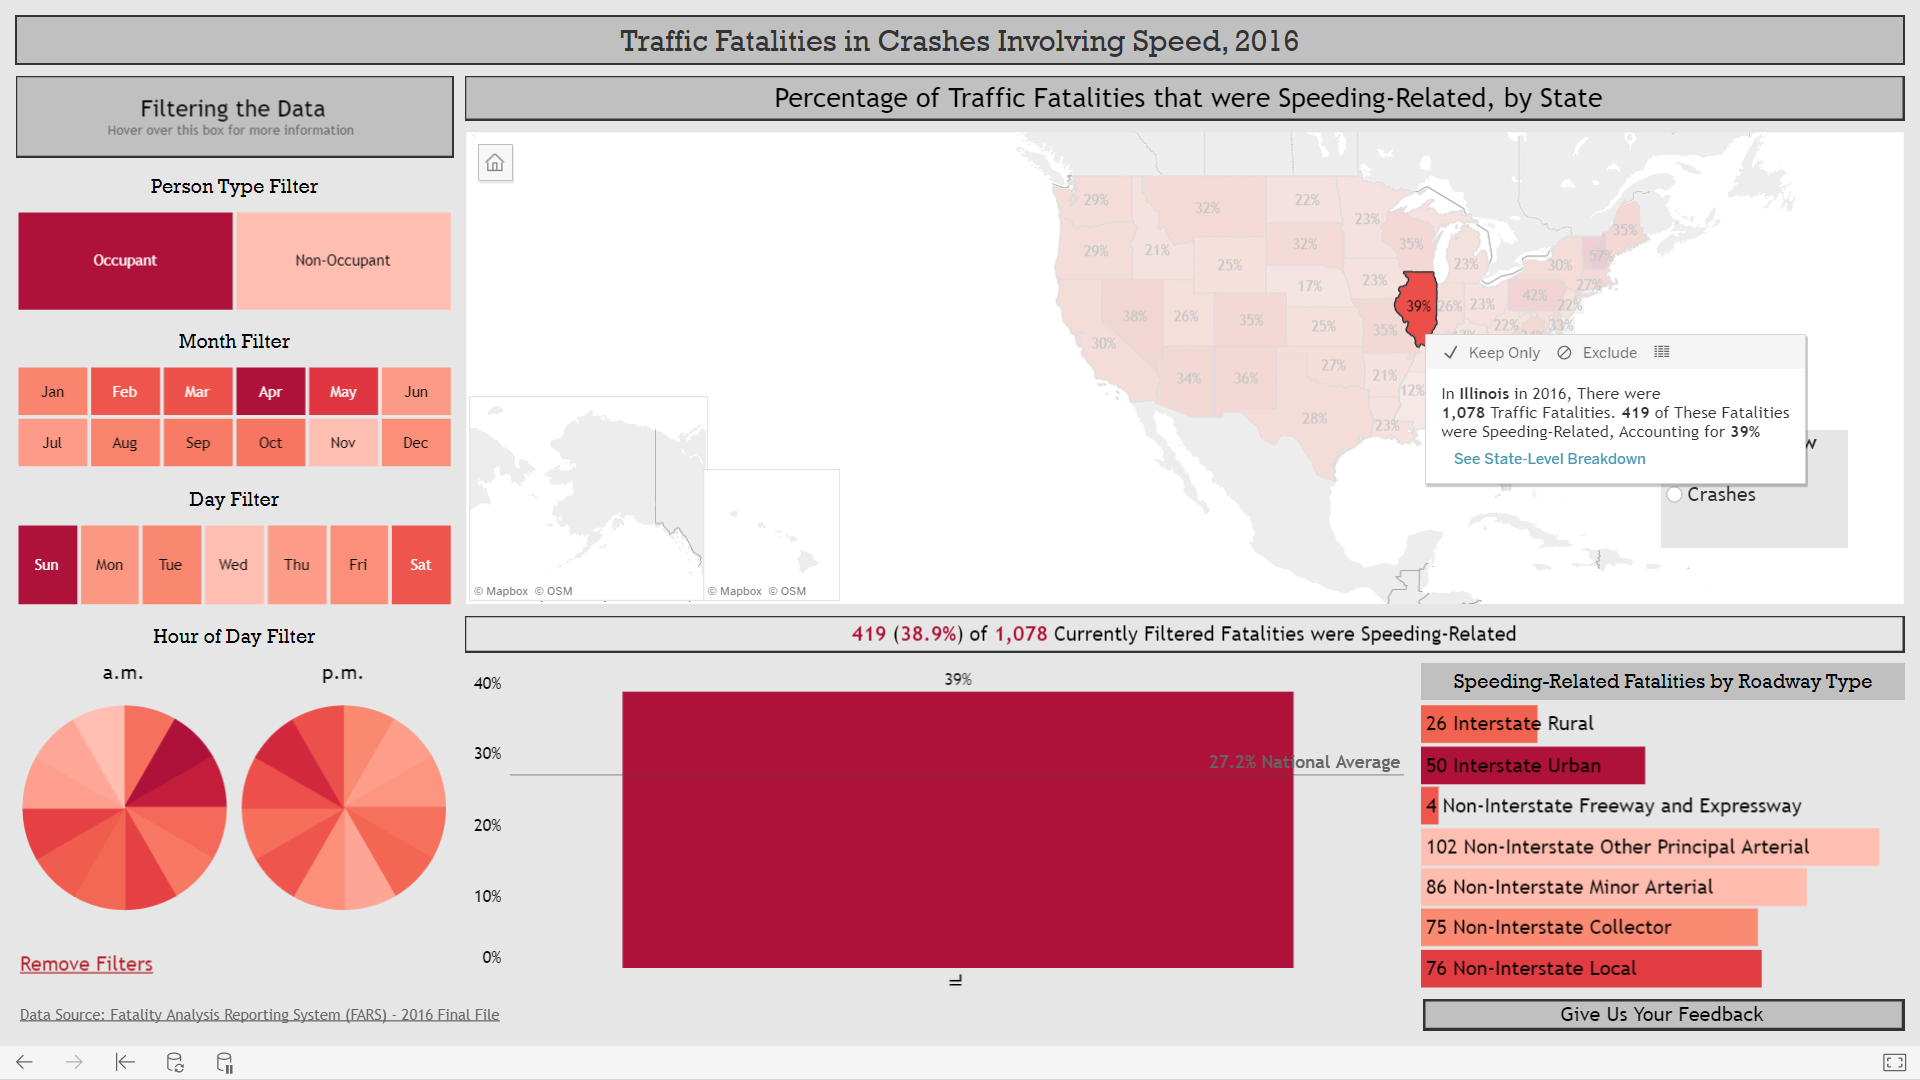 Traffic Fatalities in Crashes Involving Speed, 2016
Filtering the Data
Hover over this box for more information
Percentage of Traffic Fatalities that were Speeding-Related, by State
Person Type Filter
Occupant
Non-Occupant
Month Filter
Jan Feb Mar Apr May Jun
Jul Aug Sep Oct Nov Dec
Day Filter
Sun Mon Tue Wed Thu Fri Sat
Hour of Day Filter
a.m. p.m.
Remove Filters
Data Source: Fatality Analysis Reporting System (FARS) - 2016 Final File
29% 32% 22% 23% 35% 35%
29% 21% 25% 32% 23% 30% 57%
17% 23% 39% 26% 23% 42% 27% 22%
38% 26% 35% 25% 35% 22% 33%
30% 34% 36% 27% 21% 12%
28% 23%
Keep Only Exclude
In Illinois in 2016, There were
1,078 Traffic Fatalities. 419 of These Fatalities
were Speeding-Related, Accounting for 39%
See State-Level Breakdown
Crashes
© Mapbox © OSM
© Mapbox © OSM
419 (38.9%) of 1,078 Currently Filtered Fatalities were Speeding-Related
40%
30%
20%
10%
0%
39%
27.2% National Average
IL
Speeding-Related Fatalities by Roadway Type
26 Interstate Rural
50 Interstate Urban
4 Non-Interstate Freeway and Expressway
102 Non-Interstate Other Principal Arterial
86 Non-Interstate Minor Arterial
75 Non-Interstate Collector
76 Non-Interstate Local
Give Us Your Feedback